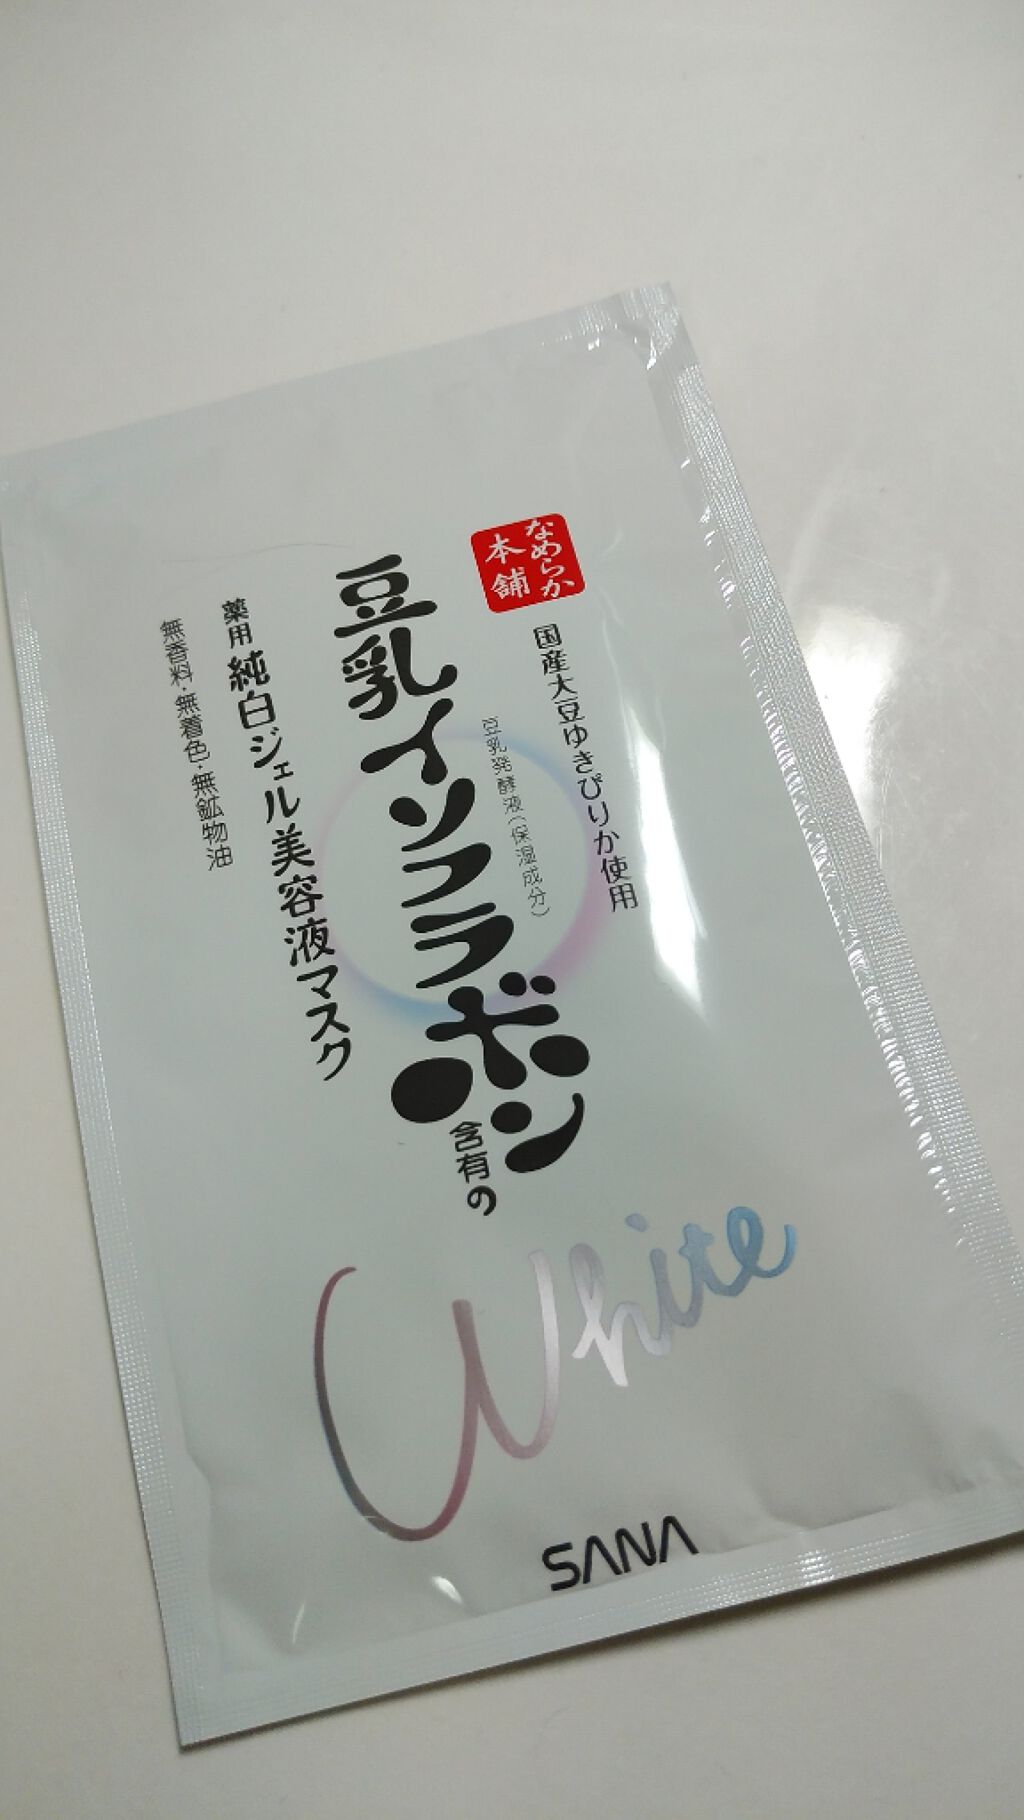 なめらか
本舗
国産大豆ゆきぴりか使用
豆乳発酵液(保湿成分)
豆乳イソフラボン
含有の
薬用 純白ジェル美容液マスク
無香料・無着色・無鉱物油
White
SANA